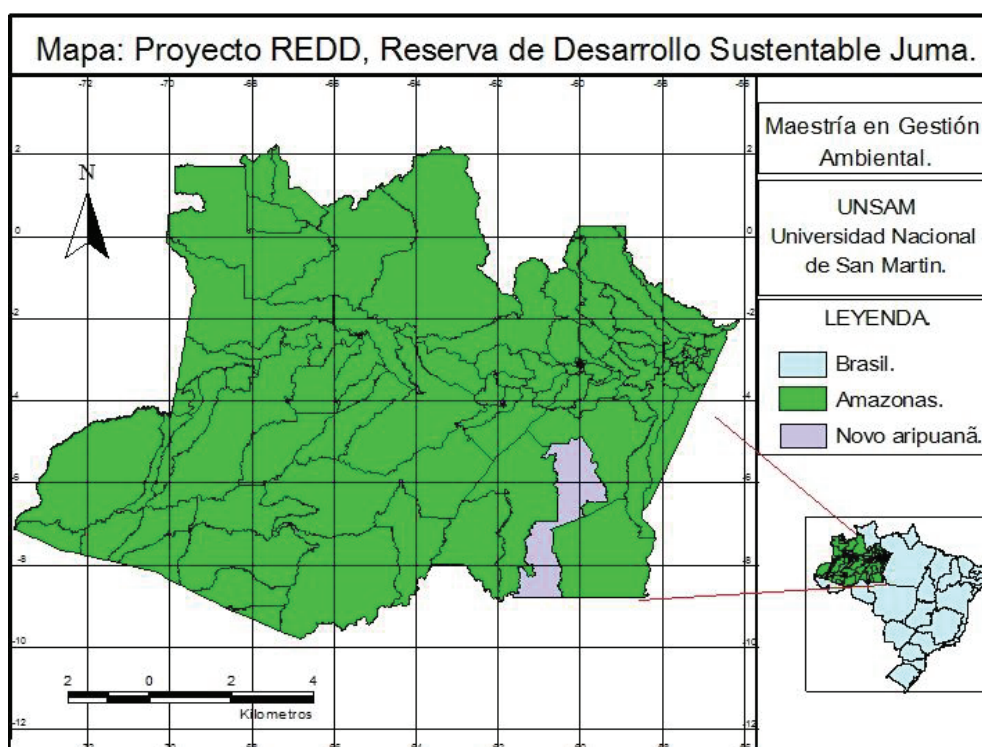 Mapa: Proyecto REDD, Reserva de Desarrollo Sustentable Juma.
-72 -70 -68 -66 -64 -62 -60 -58 -56
Maestría en Gestión
Ambiental.
UNSAM
Universidad Nacional
de San Martin.
LEYENDA.
Brasil.
Amazonas.
Novo aripuanã.
N
2
0
-2
-4
-6
-8
-10
-12
2 0 2 4
Kilometros